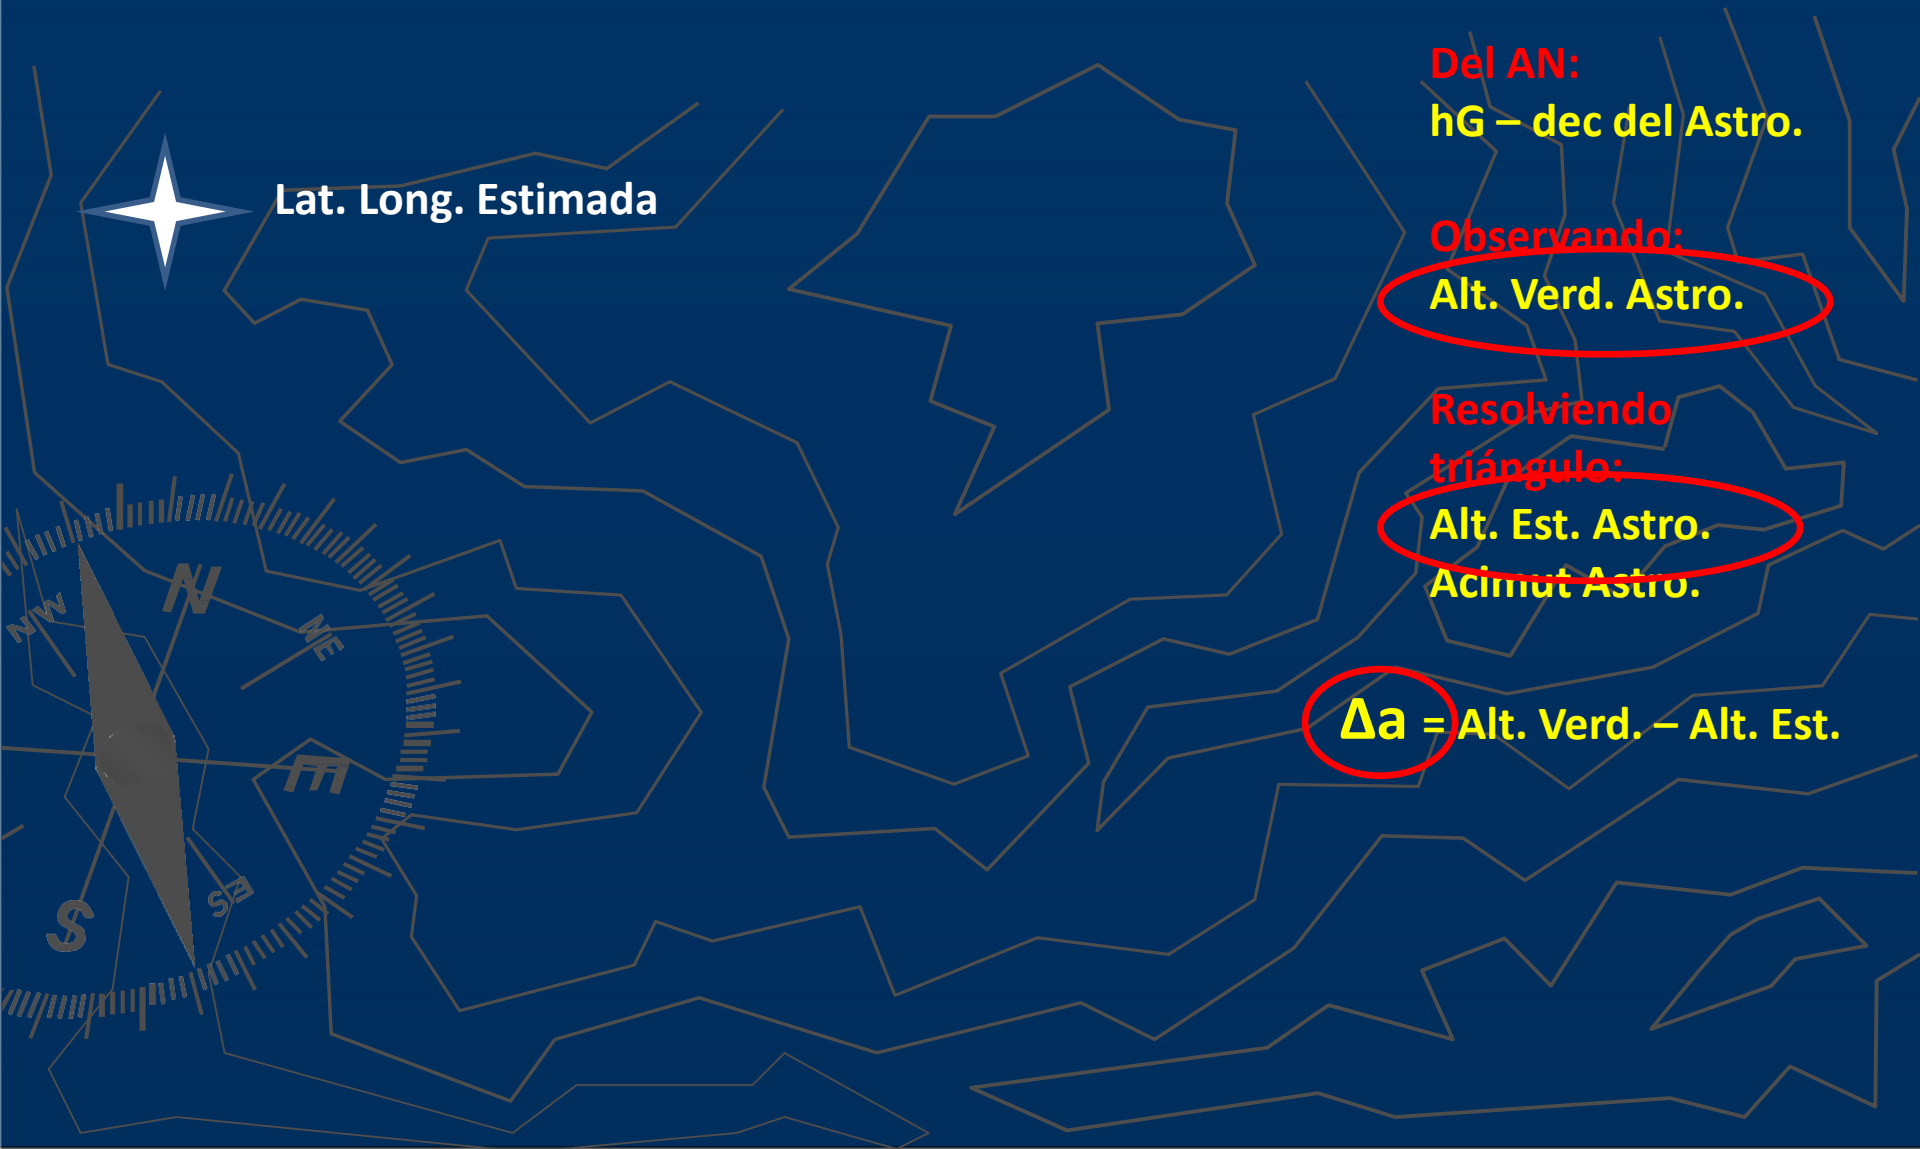 Del AN:
hG – dec del Astro.
Lat. Long. Estimada
Observando:
Alt. Verd. Astro.
Resolviendo
triángulo:
Alt. Est. Astro.
Acimut Astro.
Δa = Alt. Verd. – Alt. Est.
NW
N
NE
E
SE
S